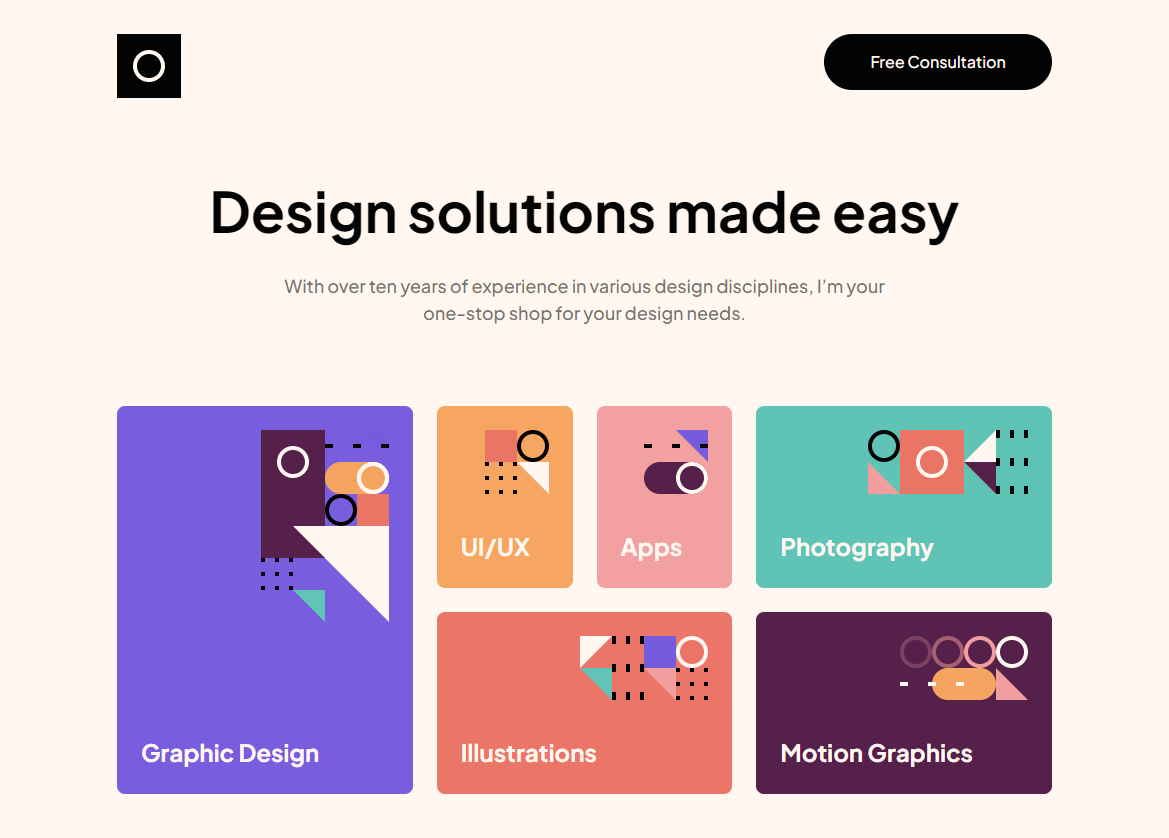 Free Consultation
Design solutions made easy
With over ten years of experience in various design disciplines, I’m your
one-stop shop for your design needs.
UI/UX
Apps
Photography
Graphic Design
Illustrations
Motion Graphics